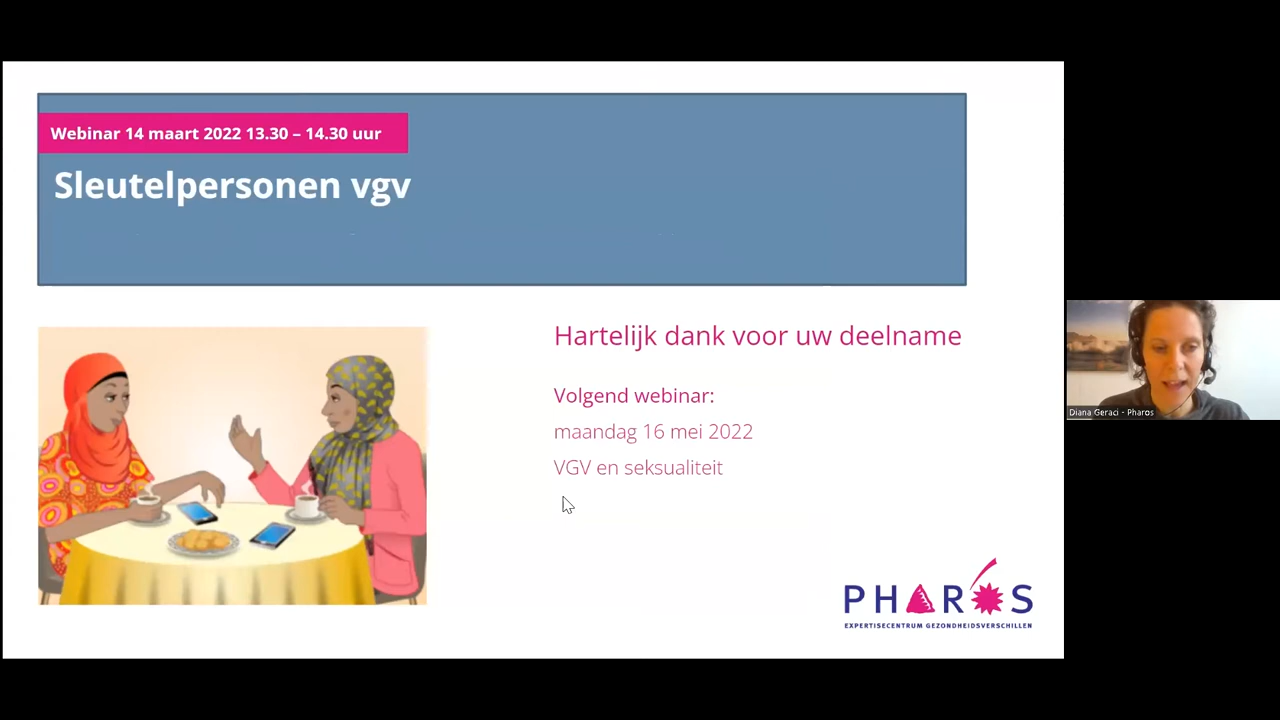 Webinar 14 maart 2022 13.30 – 14.30 uur
Sleutelpersonen vgv
Hartelijk dank voor uw deelname
Volgend webinar:
maandag 16 mei 2022
VGV en seksualiteit
PHAROS
EXPERTISECENTRUM GEZONDHEIDSVERSCHILLEN
Diana Geraci - Pharos